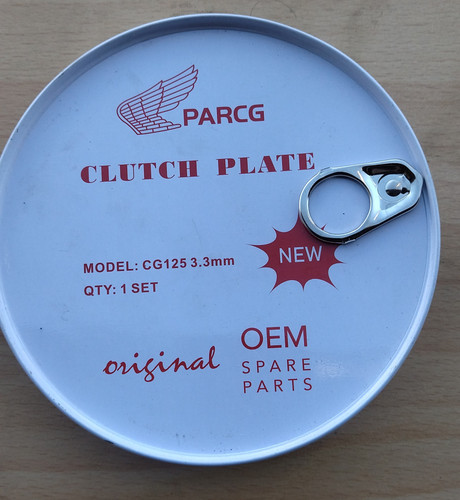 PARCG
CLUTCH PLATE
NEW
MODEL: CG125 3.3mm
QTY: 1 SET
original
OEM
SPARE
PARTS